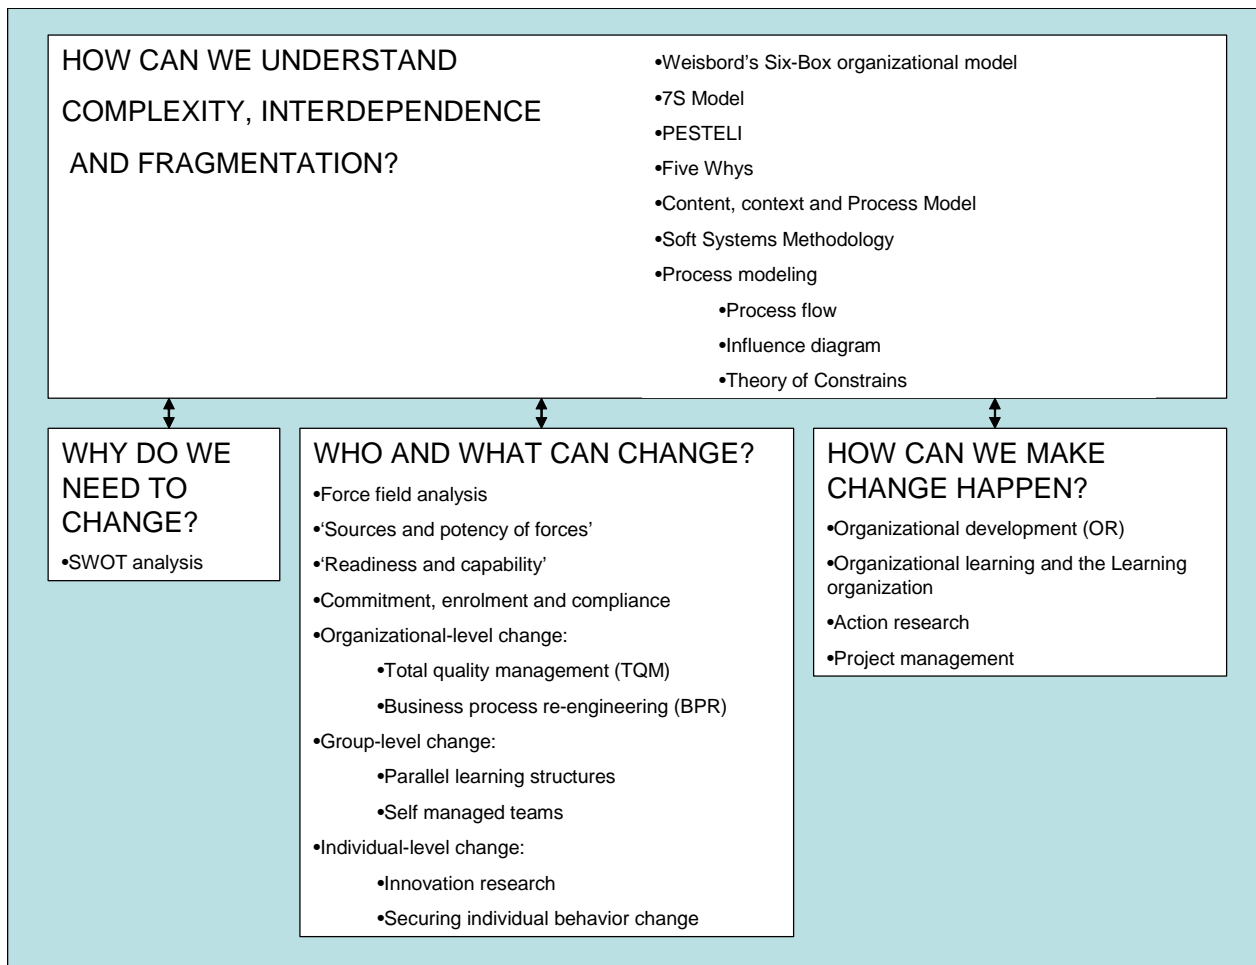 HOW CAN WE UNDERSTAND
COMPLEXITY, INTERDEPENDENCE
AND FRAGMENTATION?
•Weisbord's Six-Box organizational model
•7S Model
•PESTELI
•Five Whys
•Content, context and Process Model
•Soft Systems Methodology
•Process modeling
•Process flow
•Influence diagram
•Theory of Constrains
WHY DO WE
NEED TO
CHANGE?
•SWOT analysis
WHO AND WHAT CAN CHANGE?
•Force field analysis
•‘Sources and potency of forces’
•‘Readiness and capability’
•Commitment, enrolment and compliance
•Organizational-level change:
•Total quality management (TQM)
•Business process re-engineering (BPR)
•Group-level change:
•Parallel learning structures
•Self managed teams
•Individual-level change:
•Innovation research
•Securing individual behavior change
HOW CAN WE MAKE
CHANGE HAPPEN?
•Organizational development (OR)
•Organizational learning and the Learning
organization
•Action research
•Project management